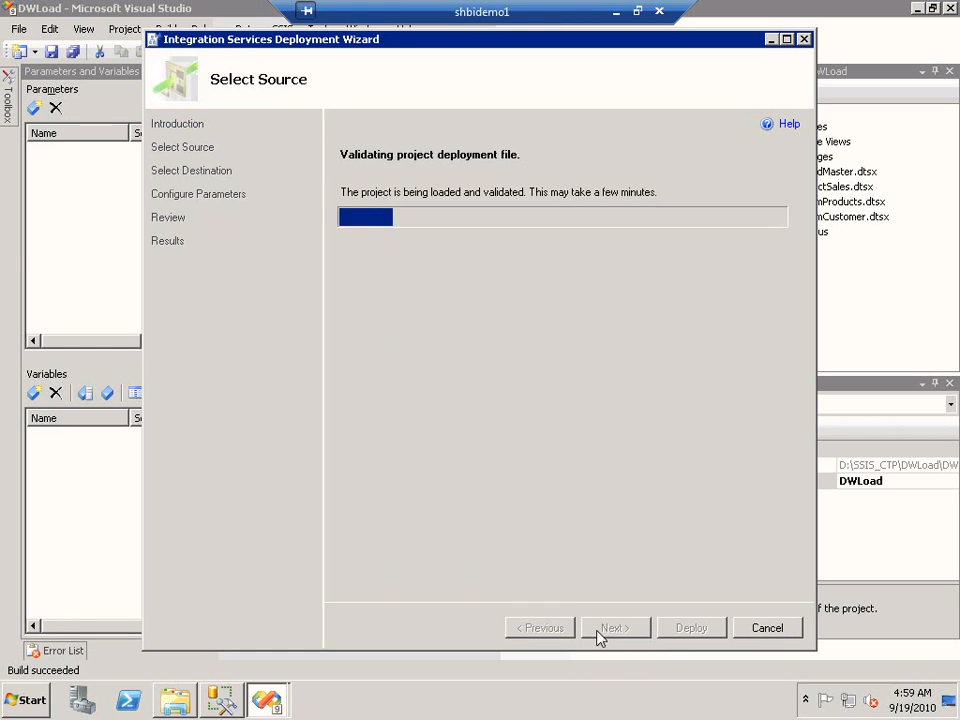 DWLoad - Microsoft Visual Studio
shbidemo1
File Edit View Project
Integration Services Deployment Wizard
Parameters and Variables
WLoad
Toolbox
Parameters
Name
Select Source
Introduction
Select Source
Select Destination
Configure Parameters
Review
Results
Help
Validating project deployment file.
The project is being loaded and validated. This may take a few minutes.
es
e Views
ges
dMaster.dtsx
ctSales.dtsx
mProducts.dtsx
mCustomer.dtsx
us
Variables
Name
D:\SSIS_CTP\DWLoad\DW
DWLoad
f the project.
< Previous
Next >
Deploy
Cancel
Error List
Build succeeded
Start
4:59 AM
9/19/2010